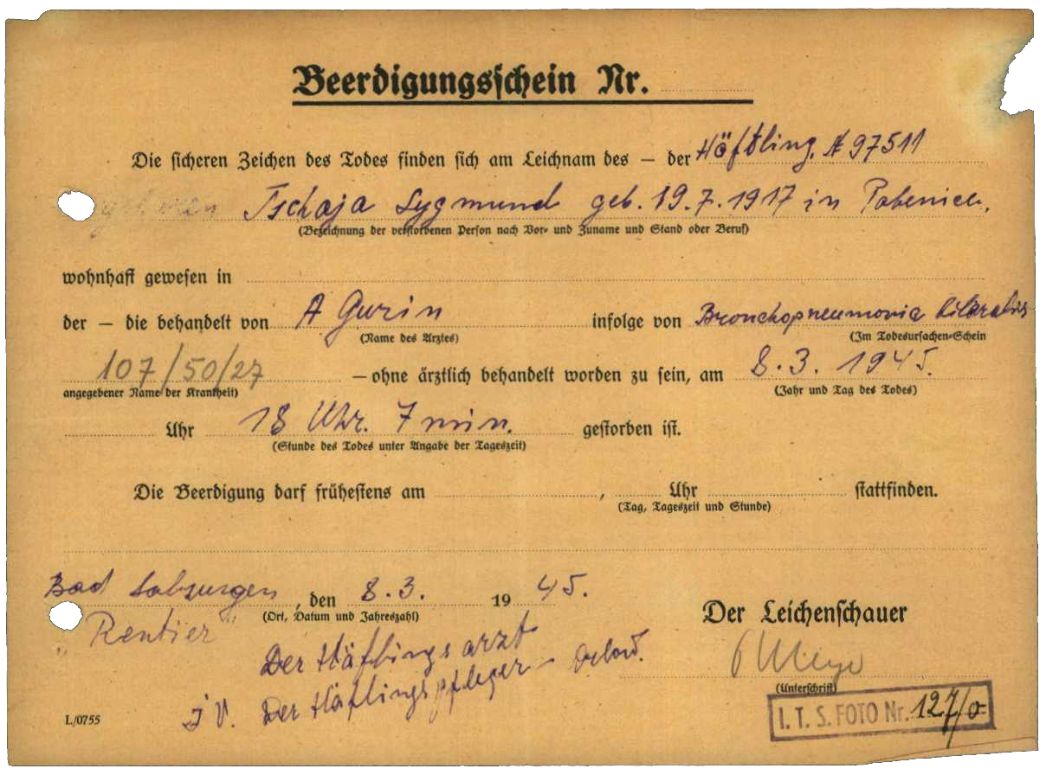 Beerdigungsschein Nr.
Die sicheren Zeichen des Todes finden sich am Leichnam des – der Häftling. A 97511
Tschaja Sygmund geb. 19.7.1917 in Pabenice.
(Bezeichnung der verstorbenen Person nach Vor- und Zuname und Stand oder Beruf)
wohnhaft gewesen in
der – die behandelt von A Gurin infolge von Bronchopneumonia
(Name des Arztes) (Im Todesursachen-Schein
107/50/27 – ohne ärztlich behandelt worden zu sein, am 8.3.1945.
angegebener Name der Krankheit) (Jahr und Tag des Todes)
Uhr 18 Uhr. 7 min. gestorben ist.
(Stunde des Todes unter Angabe der Tageszeit)
Die Beerdigung darf frühestens am , Uhr stattfinden.
(Tag, Tageszeit und Stunde)
Bad , den 8.3. 19 45.
(Ort, Datum und Jahreszahl)
Der Leichenschauer
„Rentier"
Der Häftlingsarzt
J V. Der Häftlingspfleger –
(Unterschrift)
L/0755
I. T. S. FOTO Nr. 127/0